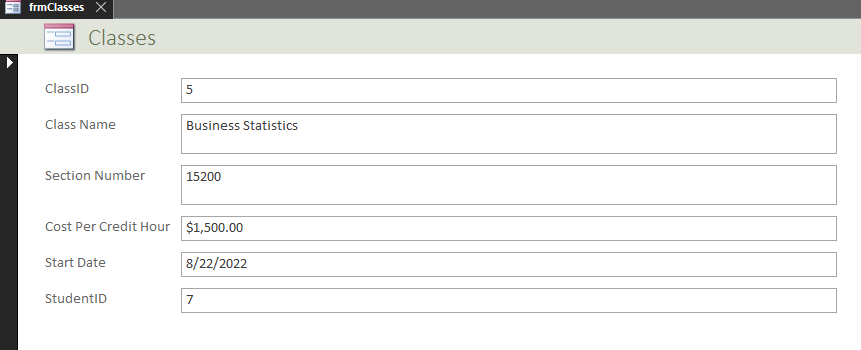 frmClasses
Classes
ClassID 5
Class Name Business Statistics
Section Number 15200
Cost Per Credit Hour $1,500.00
Start Date 8/22/2022
StudentID 7